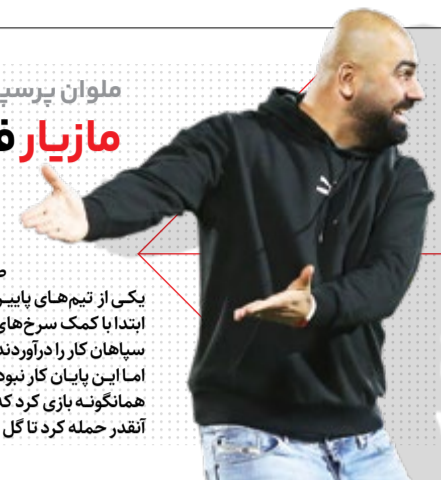 ملوان پرسپ
مازیار ف
یکی از تیم‌های پایی
ابتدا با کمک سرخ‌های
سپاهان کار را درآوردند
اما این پایان کار نبود
همانگونه بازی کرد که
آنقدر حمله کرد تا گل